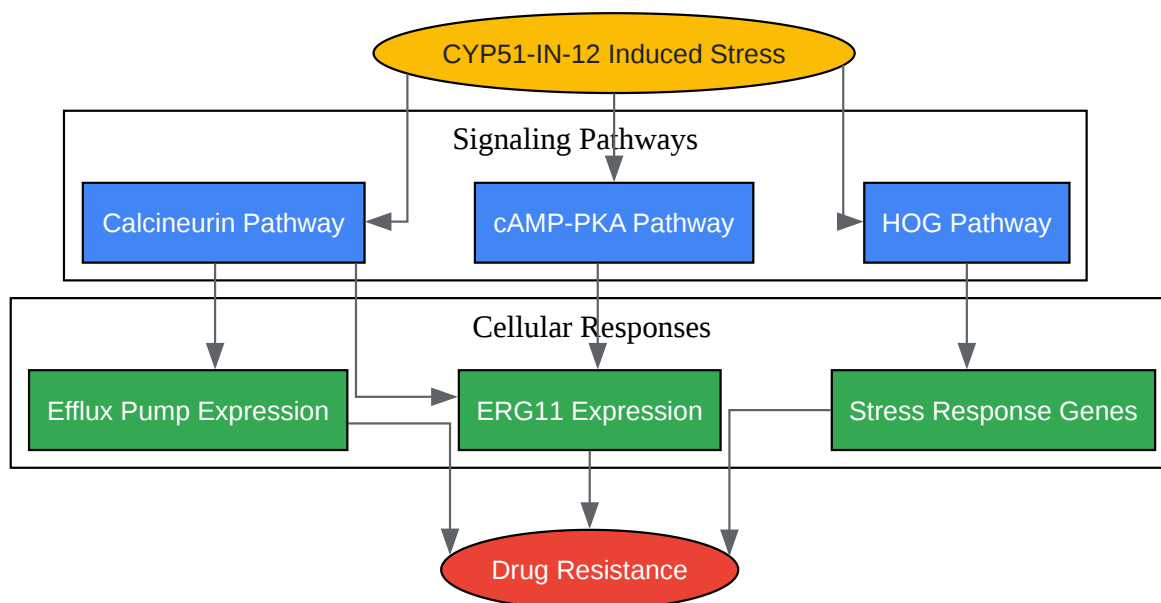 CYP51-IN-12 Induced Stress
Signaling Pathways
Calcineurin Pathway
cAMP-PKA Pathway
HOG Pathway
Cellular Responses
Efflux Pump Expression
ERG11 Expression
Stress Response Genes
Drug Resistance